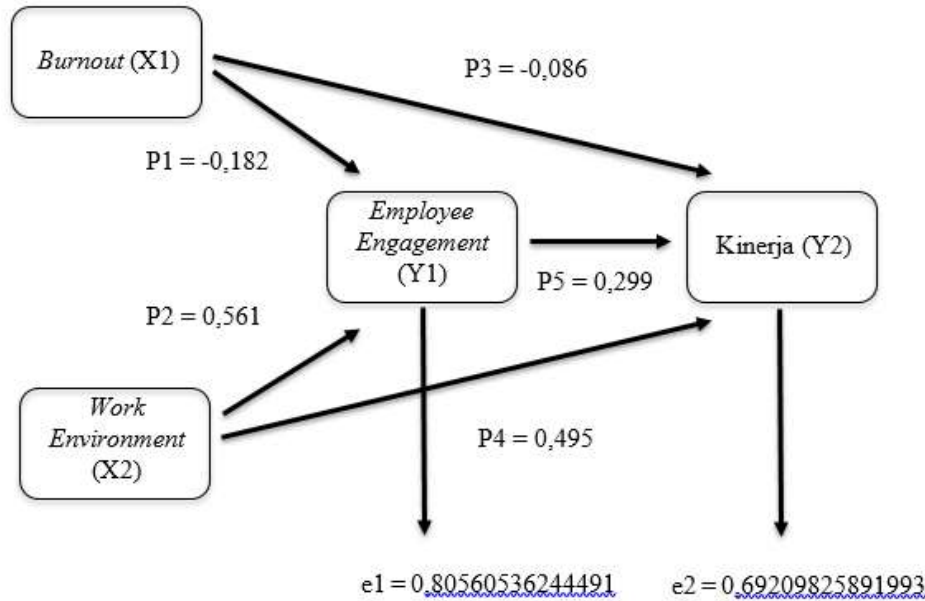 Burnout (X1)
P3 = -0,086
P1 = -0,182
Employee
Engagement
(Y1)
Kinerja (Y2)
P5 = 0,299
P2 = 0,561
Work
Environment
(X2)
P4 = 0,495
e1 = 0.80560536244491
e2 = 0.69209825891993